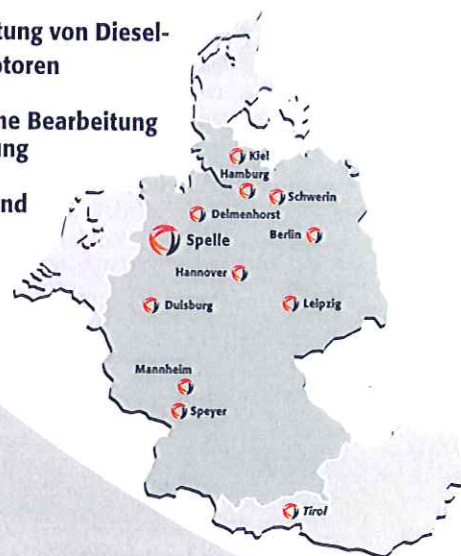 tung von Diesel-
otoren
ne Bearbeitung
ung
nd
Kiel
Hamburg
Schwerin
Delmenhorst
Spelle
Berlin
Hannover
Duisburg
Leipzig
Mannheim
Speyer
Tirol